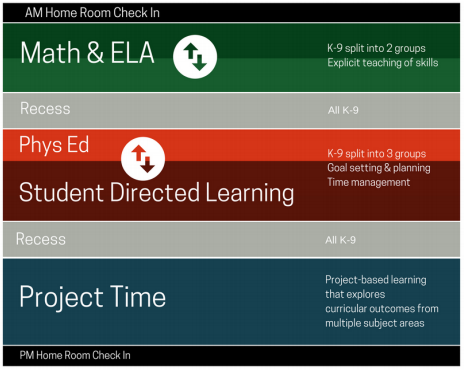 AM Home Room Check In
Math & ELA
K-9 split into 2 groups
Explicit teaching of skills
Recess
All K-9
Phys Ed
Student Directed Learning
K-9 split into 3 groups
Goal setting & planning
Time management
Recess
All K-9
Project Time
Project-based learning
that explores
curricular outcomes from
multiple subject areas
PM Home Room Check In